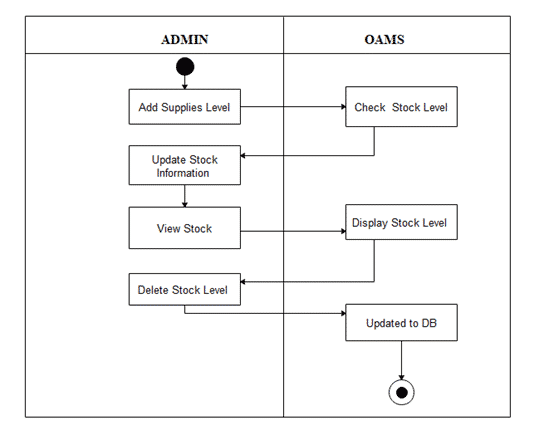 ADMIN
OAMS
Add Supplies Level
Check Stock Level
Update Stock
Information
View Stock
Display Stock Level
Delete Stock Level
Updated to DB